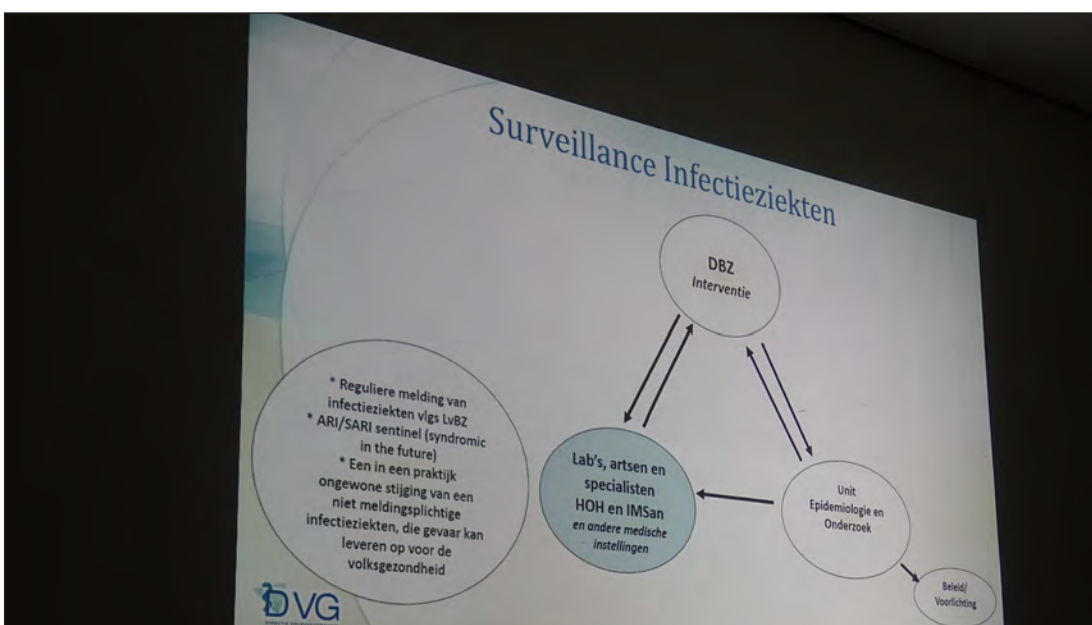 Surveillance Infectieziekten
DBZ
Interventie
* Reguliere melding van
infectieziekten vlgs LvBZ
* ARI/SARI sentinel (syndromic
in the future)
* Een in een praktijk
ongewone stijging van een
niet meldingsplichtige
infectieziekten, die gevaar kan
leveren op voor de
volksgezondheid
Lab's, artsen en
specialisten
HOH en IMSan
en andere medische
instellingen
Unit
Epidemiologie en
Onderzoek
Beleid/
Voorlichting
DVG